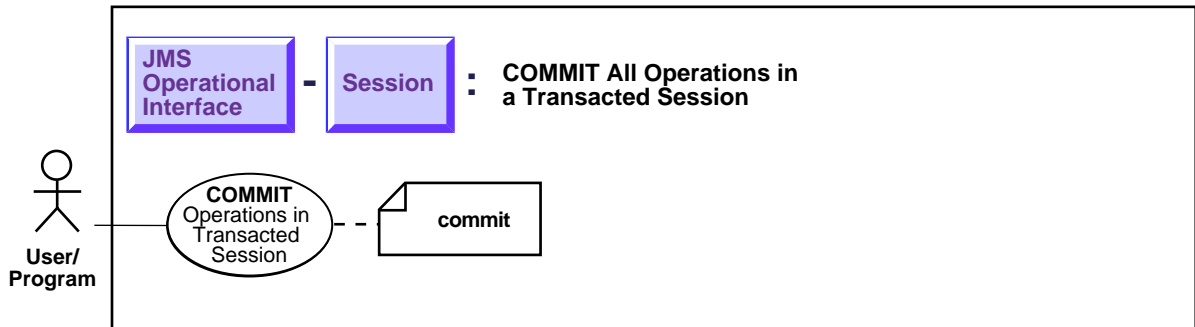 JMS
Operational
Interface
- Session :
COMMIT All Operations in
a Transacted Session
COMMIT
Operations in
Transacted
Session
commit
User/
Program